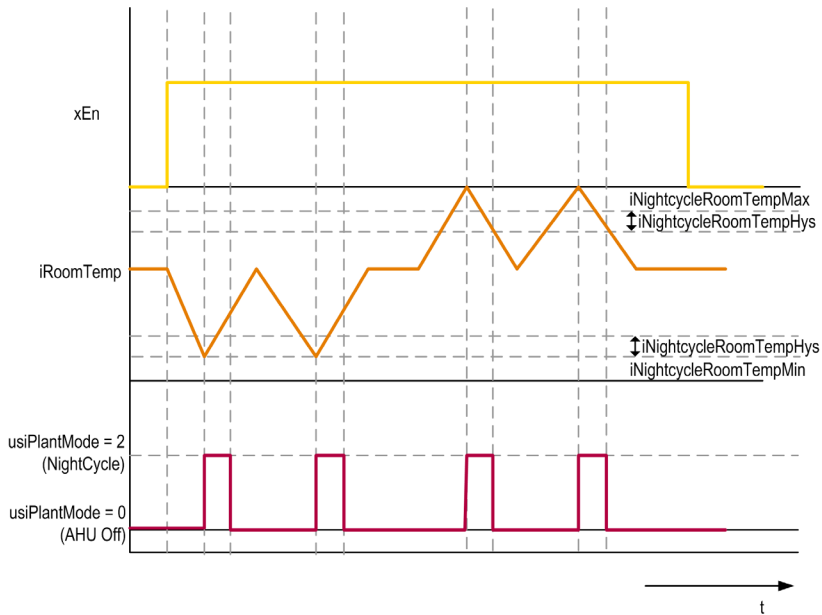 xEn
iNightcycleRoomTempMax
iNightcycleRoomTempHys
iRoomTemp
iNightcycleRoomTempHys
iNightcycleRoomTempMin
usiPlantMode = 2
(NightCycle)
usiPlantMode = 0
(AHU Off)
t